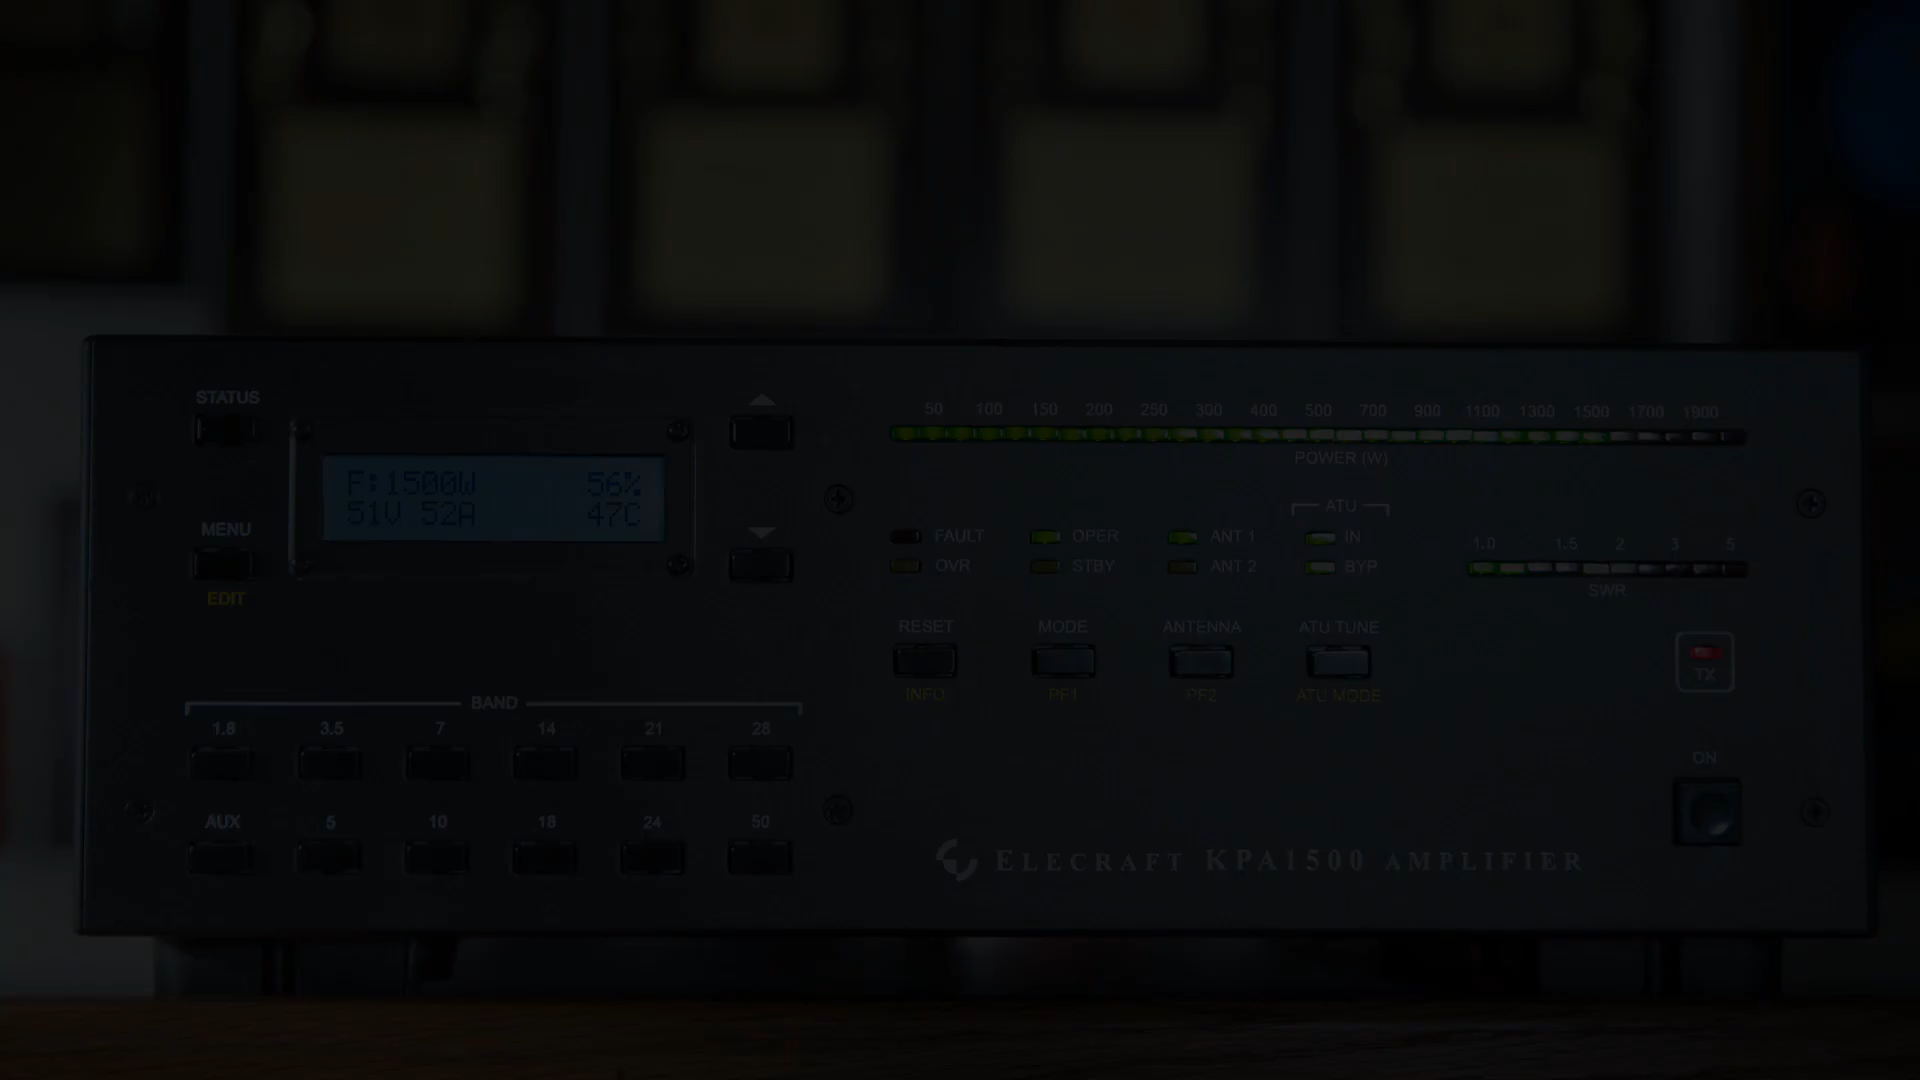 STATUS
F:1500W 56%
51V 52A 47C
MENU
EDIT
50 100 150 200 250 300 400 500 700 900 1100 1300 1500 1700 1900
POWER (W)
ATU
FAULT OPER ANT 1 IN
OVR STBY ANT 2 BYP
1.0 1.5 2 3 5
SWR
RESET MODE ANTENNA ATU TUNE
INFO PF1 PF2 ATU MODE
TX
BAND
1.8 3.5 7 14 21 28
AUX 5 10 18 24 50
ON
ELECRAFT KPA1500 AMPLIFIER